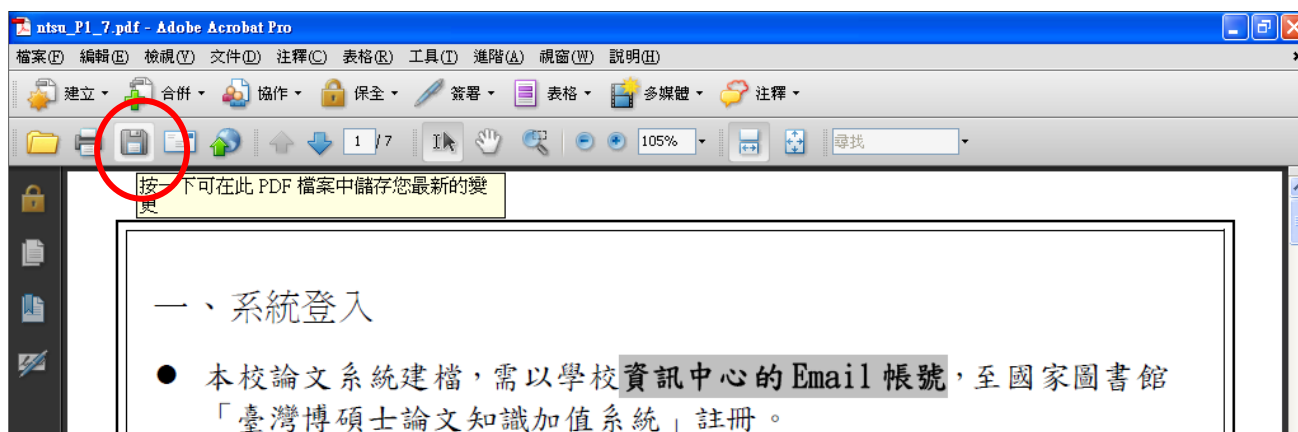 ntsu_P1_7.pdf - Adobe Acrobat Pro
檔案(F) 編輯(E) 檢視(V) 文件(D) 注釋(C) 表格(R) 工具(T) 進階(A) 視窗(W) 說明(H)
建立 合併 協作 保全 簽署 表格 多媒體 注釋
1 / 7 105% 尋找
按一下可在此 PDF 檔案中儲存您最新的變
更
一、系統登入
● 本校論文系統建檔，需以學校資訊中心的 Email 帳號，至國家圖書館
「臺灣博碩士論文知識加值系統」註冊。